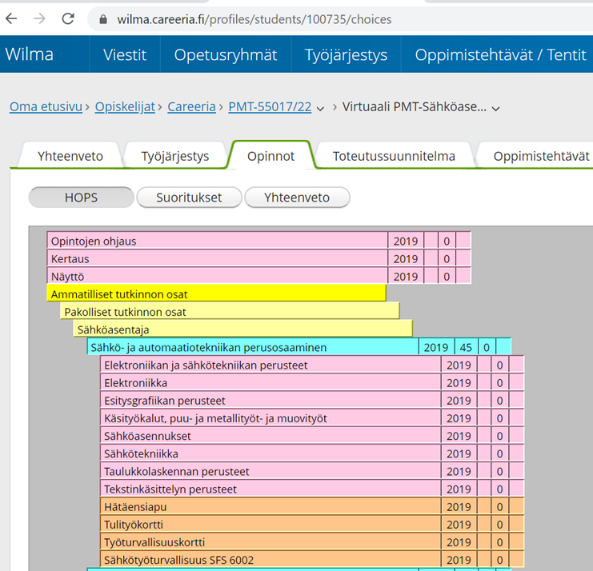 wilma.careeria.fi/profiles/students/100735/choices
Wilma Viestit Opetusryhmät Työjärjestys Oppimistehtävät / Tentit
Oma etusivu › Opiskelijat › Careeria › PMT-55017/22 › Virtuaali PMT-Sähköase...
Yhteenveto Työjärjestys Opinnot Toteutussuunnitelma Oppimistehtävät
HOPS Suoritukset Yhteenveto
Opintojen ohjaus 2019 0
Kertaus 2019 0
Näyttö 2019 0
Ammatilliset tutkinnon osat
Pakolliset tutkinnon osat
Sähköasentaja
Sähkö- ja automaatiotekniikan perusosaaminen 2019 45 0
Elektroniikan ja sähkötekniikan perusteet 2019 0
Elektroniikka 2019 0
Esitysgrafiikan perusteet 2019 0
Käsityökalut, puu- ja metallityöt- ja muovityöt 2019 0
Sähköasennukset 2019 0
Sähkötekniikka 2019 0
Taulukkolaskennan perusteet 2019 0
Tekstinkäsittelyn perusteet 2019 0
Hätäensiapu 2019 0
Tulityökortti 2019 0
Työturvallisuuskortti 2019 0
Sähkötyöturvallisuus SFS 6002 2019 0